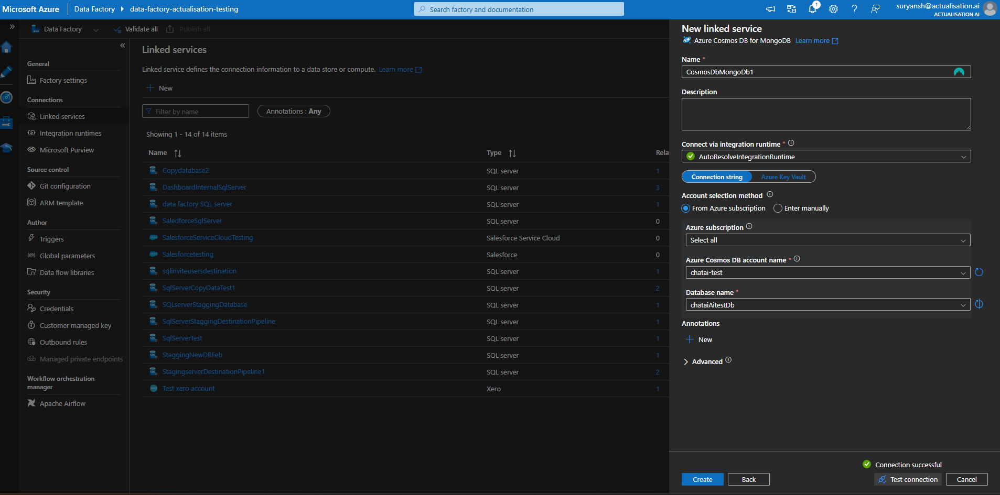 Microsoft Azure
Data Factory
data-factory-actualisation-testing
Search factory and documentation
1
suryansh@actualisation.ai
ACTUALISATION.AI
Data Factory
Validate all
Publish all
General
Factory settings
Connections
Linked services
Integration runtimes
Microsoft Purview
Source control
Git configuration
ARM template
Author
Triggers
Global parameters
Data flow libraries
Security
Credentials
Customer managed key
Outbound rules
Managed private endpoints
Workflow orchestration
manager
Apache Airflow
Linked services
Linked service defines the connection information to a data store or compute. Learn more
New
Filter by name
Annotations : Any
Showing 1 - 14 of 14 items
Name Type Rela
Copydatabase2 SQL server 1
DashboardInternalSqlServer SQL server 3
data factory SQL server SQL server 1
SaledforceSqlServer SQL server 0
SalesforceServiceCloudTesting Salesforce Service Cloud 0
Salesforcetesting Salesforce 0
sqlinviteusersdestination SQL server 1
SqlServerCopyDataTest1 SQL server 2
SQLserverStaggingDatabase SQL server 1
SqlServerStaggingDestinationPipeline SQL server 1
SqlServerTest SQL server 1
StaggingNewDBFeb SQL server 1
StagingserverDestinationPipeline1 SQL server 2
Test xero account Xero 1
New linked service
Azure Cosmos DB for MongoDB Learn more
Name *
CosmosDbMongoDb1
Description
Connect via integration runtime *
AutoResolveIntegrationRuntime
Connection string Azure Key Vault
Account selection method
From Azure subscription Enter manually
Azure subscription
Select all
Azure Cosmos DB account name *
chatai-test
Database name *
chataiAitestDb
Annotations
New
Advanced
Connection successful
Create Back Test connection Cancel